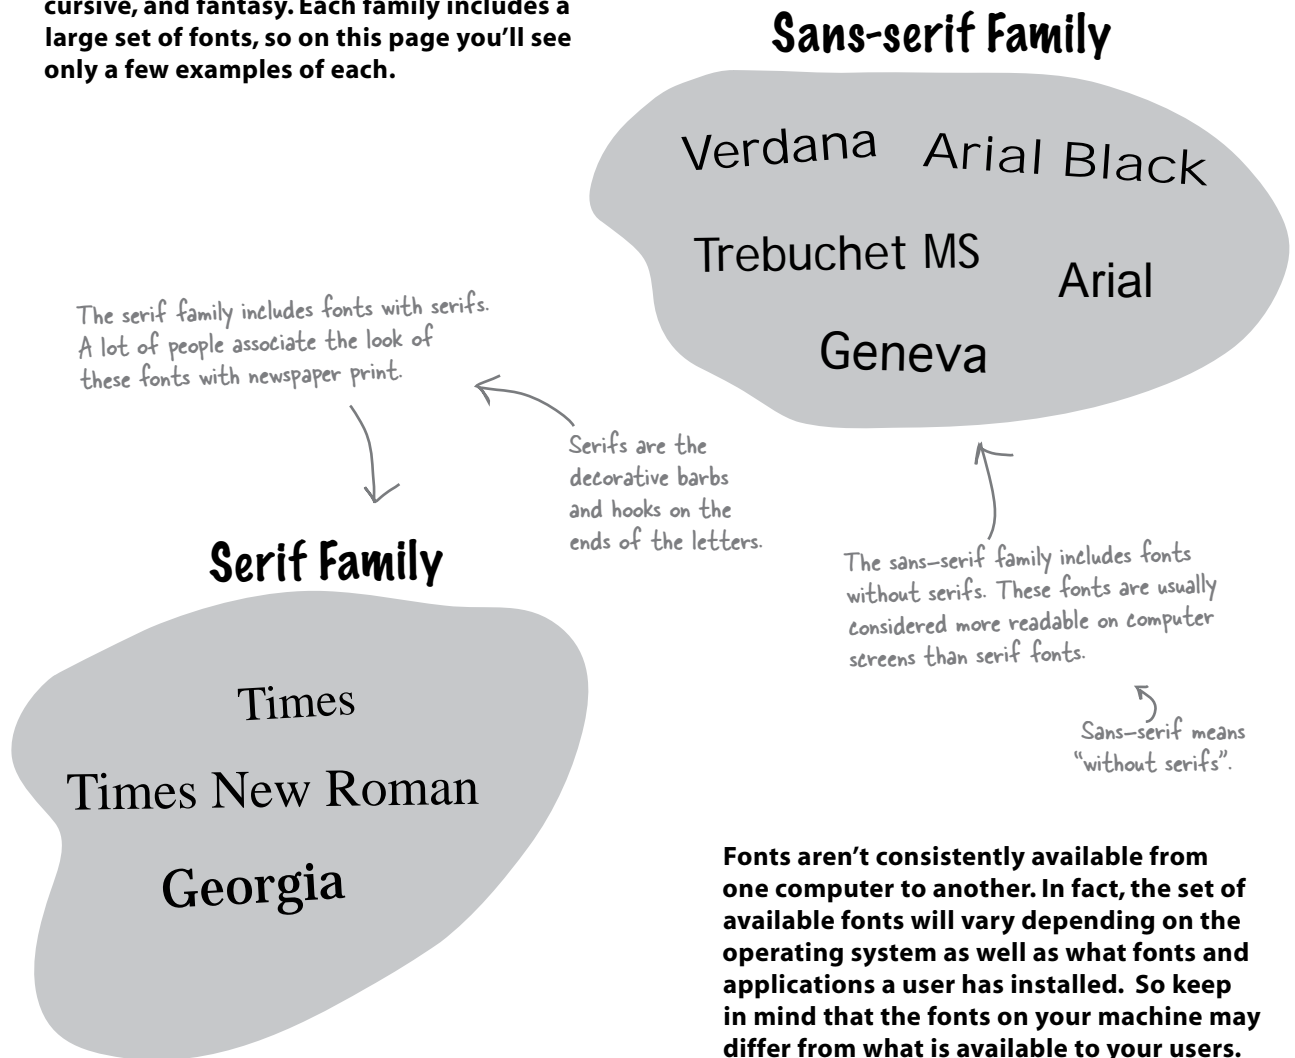 cursive, and fantasy. Each family includes a
large set of fonts, so on this page you'll see
only a few examples of each.
Sans-serif Family
Verdana Arial Black
Trebuchet MS
Arial
Geneva
The serif family includes fonts with serifs.
A lot of people associate the look of
these fonts with newspaper print.
Serifs are the
decorative barbs
and hooks on the
ends of the letters.
The sans–serif family includes fonts
without serifs. These fonts are usually
considered more readable on computer
screens than serif fonts.
Sans–serif means
“without serifs”.
Serif Family
Times
Times New Roman
Georgia
Fonts aren’t consistently available from
one computer to another. In fact, the set of
available fonts will vary depending on the
operating system as well as what fonts and
applications a user has installed. So keep
in mind that the fonts on your machine may
differ from what is available to your users.